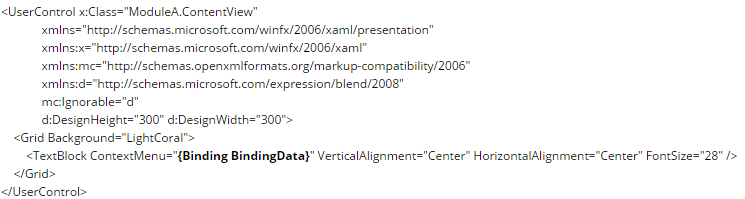 <UserControl x:Class="ModuleA.ContentView"
xmlns="http://schemas.microsoft.com/winfx/2006/xaml/presentation"
xmlns:x="http://schemas.microsoft.com/winfx/2006/xaml"
xmlns:mc="http://schemas.openxmlformats.org/markup-compatibility/2006"
xmlns:d="http://schemas.microsoft.com/expression/blend/2008"
mc:Ignorable="d"
d:DesignHeight="300" d:DesignWidth="300">
<Grid Background="LightCoral">
<TextBlock ContextMenu="{Binding BindingData}" VerticalAlignment="Center" HorizontalAlignment="Center" FontSize="28" />
</Grid>
</UserControl>